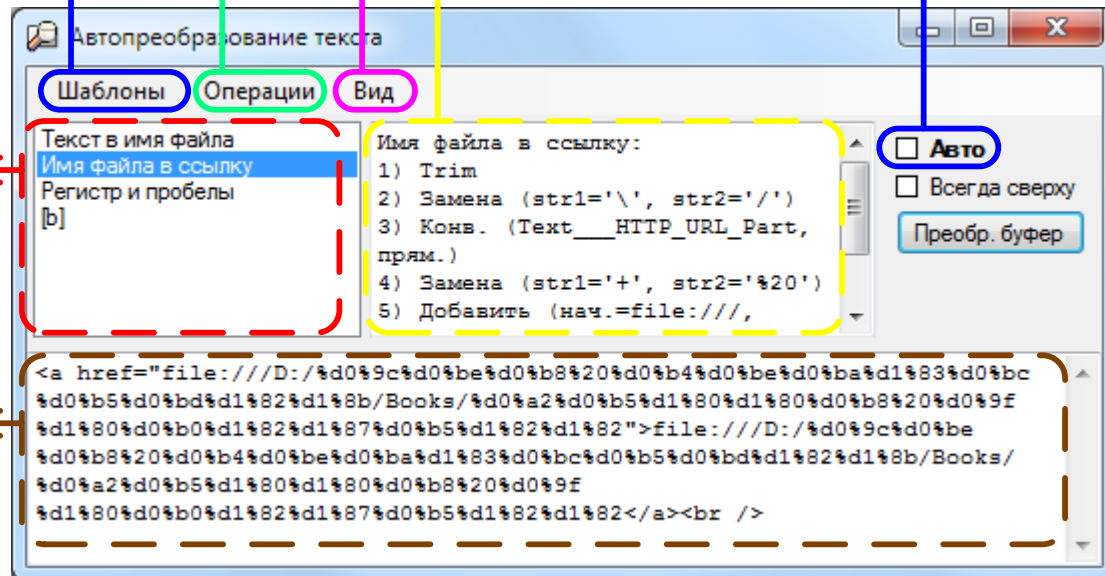 Автопреобразование текста
Шаблоны Операции Вид
Текст в имя файла
Имя файла в ссылку
Регистр и пробелы
[b]
Имя файла в ссылку:
1) Trim
2) Замена (str1='\', str2='/')
3) Конв. (Text___HTTP_URL_Part,
прям.)
4) Замена (str1='+', str2='%20')
5) Добавить (нач.=file:///,
Авто
Всегда сверху
Преобр. буфер
<a href="file:///D:/%d0%9c%d0%be%d0%b8%20%d0%b4%d0%be%d0%ba%d1%83%d0%bc
%d0%b5%d0%bd%d1%82%d1%8b/Books/%d0%a2%d0%b5%d1%80%d1%80%d0%b8%20%d0%9f
%d1%80%d0%b0%d1%82%d1%87%d0%b5%d1%82%d1%82">file:///D:/%d0%9c%d0%be
%d0%b8%20%d0%b4%d0%be%d0%ba%d1%83%d0%bc%d0%b5%d0%bd%d1%82%d1%8b/Books/
%d0%a2%d0%b5%d1%80%d1%80%d0%b8%20%d0%9f
%d1%80%d0%b0%d1%82%d1%87%d0%b5%d1%82%d1%82</a><br />